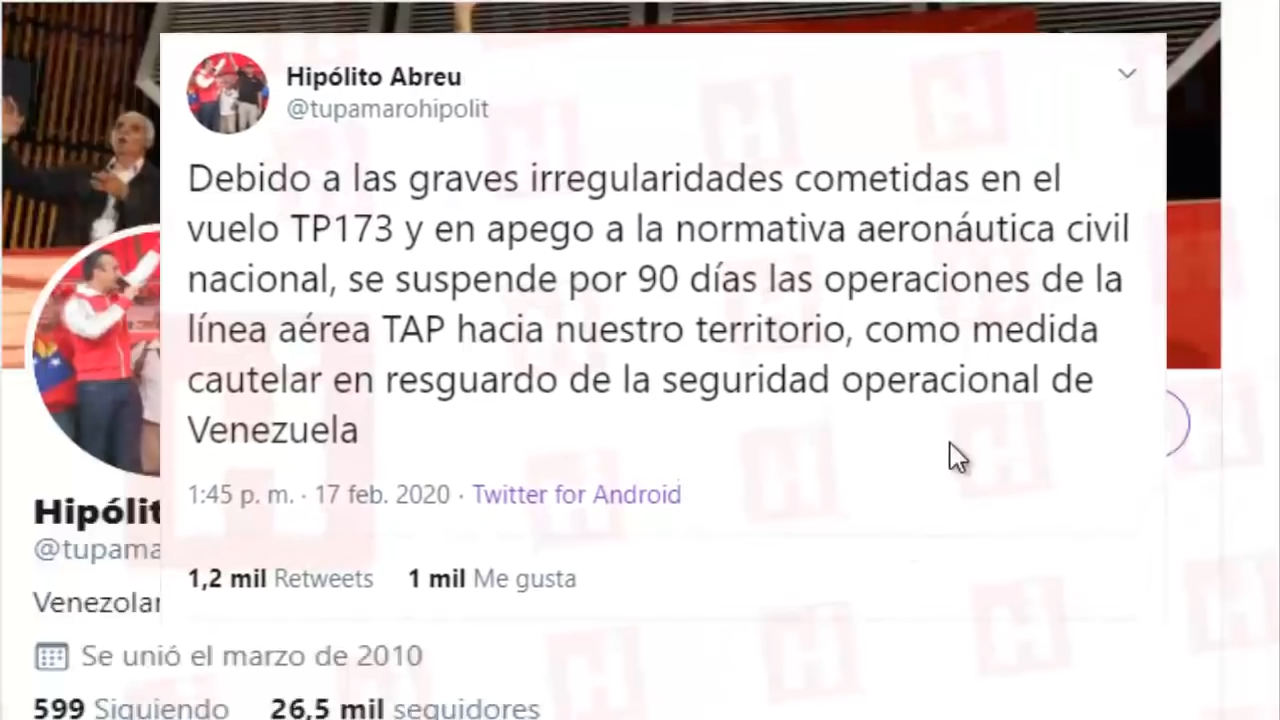 Hipólito Abreu
@tupamarohipolit
Debido a las graves irregularidades cometidas en el
vuelo TP173 y en apego a la normativa aeronáutica civil
nacional, se suspende por 90 días las operaciones de la
línea aérea TAP hacia nuestro territorio, como medida
cautelar en resguardo de la seguridad operacional de
Venezuela
1:45 p. m. · 17 feb. 2020 · Twitter for Android
1,2 mil Retweets 1 mil Me gusta
Hipólit
@tupama
Venezolan
Se unió el marzo de 2010
599 Siguiendo 26,5 mil seguidores